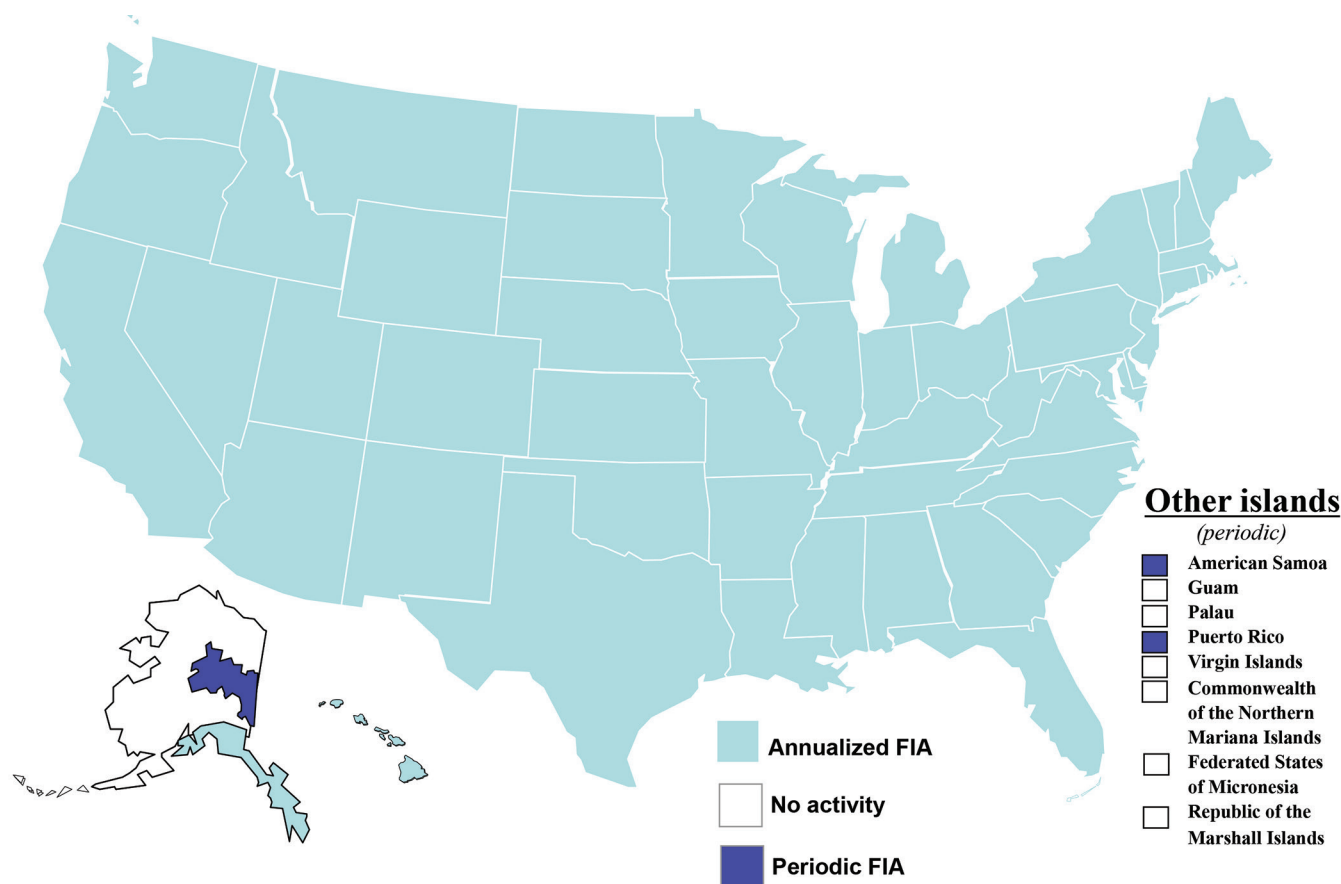 Other islands
(periodic)
American Samoa
Guam
Palau
Puerto Rico
Virgin Islands
Commonwealth
of the Northern
Mariana Islands
Federated States
of Micronesia
Republic of the
Marshall Islands
Annualized FIA
No activity
Periodic FIA